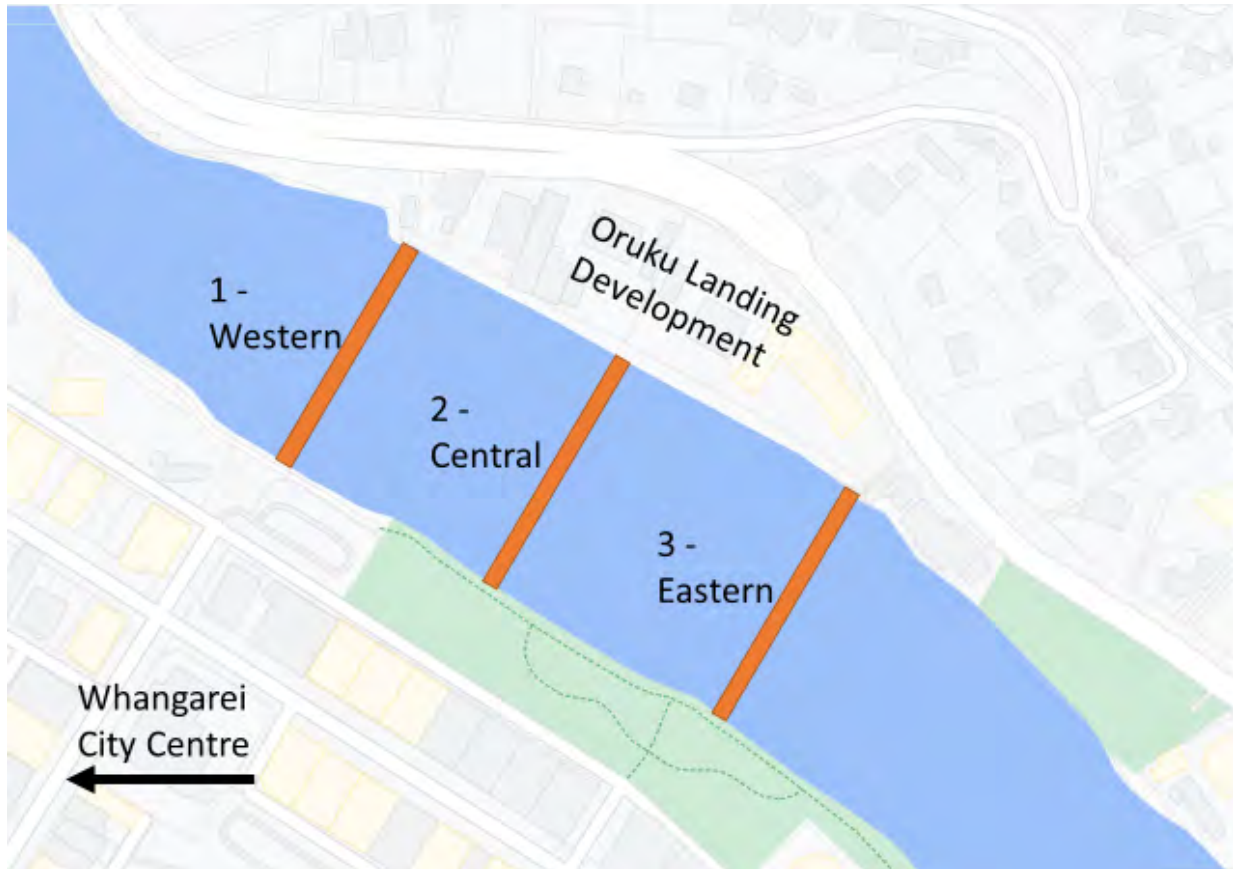 Oruku Landing
Development
1 -
Western
2 -
Central
3 -
Eastern
Whangarei
City Centre